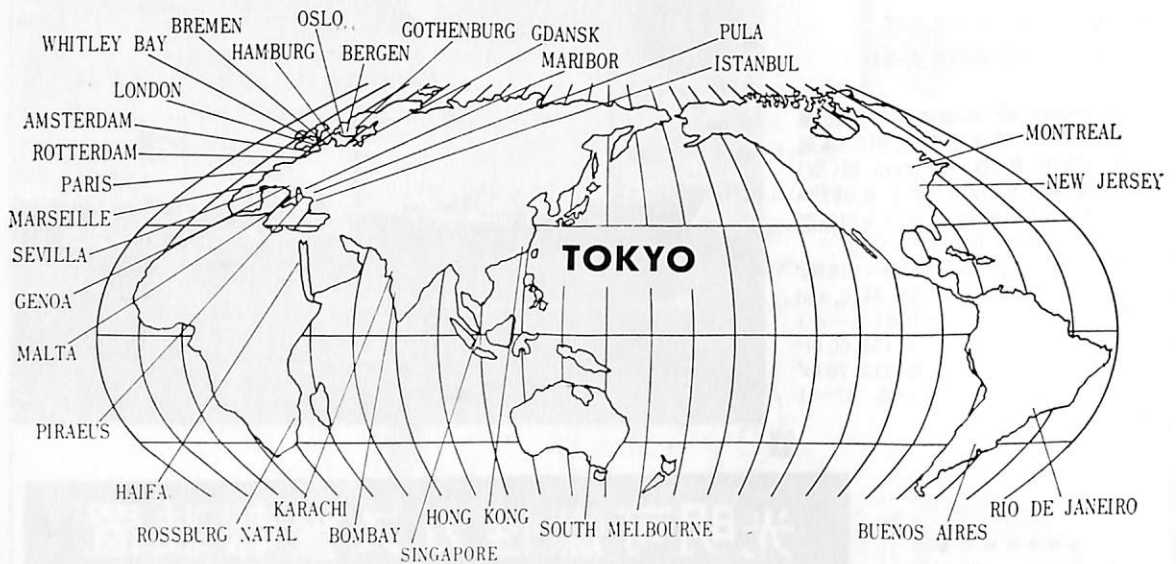 OSLO
BREMEN
GOTHENBURG
WHITLEY BAY
HAMBURG
BERGEN
GDANSK
PULA
MARIBOR
ISTANBUL
LONDON
AMSTERDAM
ROTTERDAM
PARIS
MARSEILLE
SEVILLA
GENOA
MALTA
PIRAEUS
HAIFA
ROSSBURG NATAL
KARACHI
BOMBAY
SINGAPORE
HONG KONG
SOUTH MELBOURNE
TOKYO
MONTREAL
NEW JERSEY
RIO DE JANEIRO
BUENOS AIRES